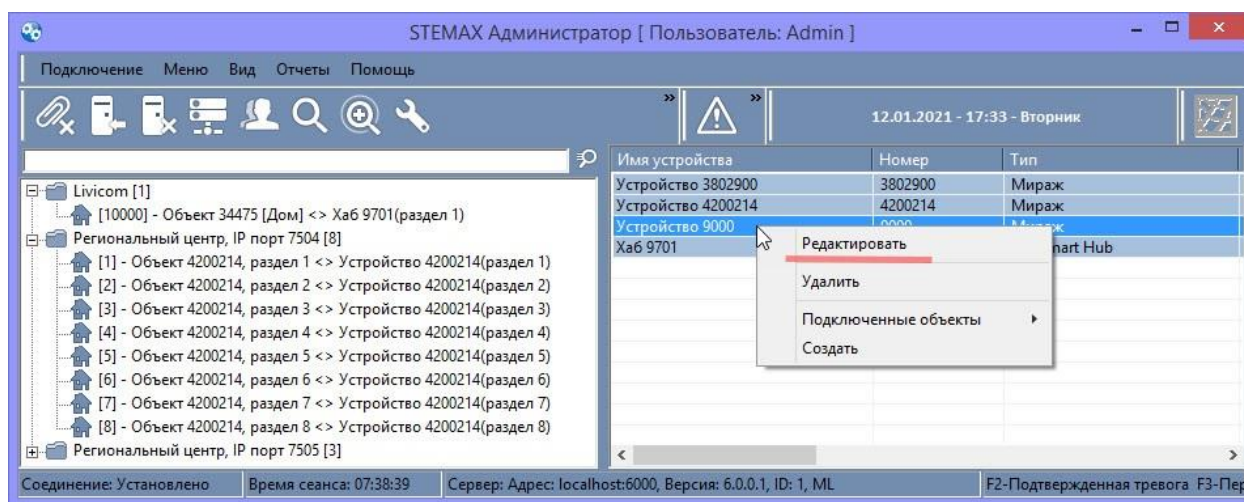 STEMAX Администратор [ Пользователь: Admin ]
Подключение Меню Вид Отчеты Помощь
12.01.2021 - 17:33 - Вторник
Имя устройства Номер Тип
Устройство 3802900 3802900 Мираж
Устройство 4200214 4200214 Мираж
Устройство 9000 9000 Мираж
Хаб 9701 mart Hub
Редактировать
Удалить
Подключенные объекты
Создать
Livicom [1]
[10000] - Объект 34475 [Дом] <> Хаб 9701(раздел 1)
Региональный центр, IP порт 7504 [8]
[1] - Объект 4200214, раздел 1 <> Устройство 4200214(раздел 1)
[2] - Объект 4200214, раздел 2 <> Устройство 4200214(раздел 2)
[3] - Объект 4200214, раздел 3 <> Устройство 4200214(раздел 3)
[4] - Объект 4200214, раздел 4 <> Устройство 4200214(раздел 4)
[5] - Объект 4200214, раздел 5 <> Устройство 4200214(раздел 5)
[6] - Объект 4200214, раздел 6 <> Устройство 4200214(раздел 6)
[7] - Объект 4200214, раздел 7 <> Устройство 4200214(раздел 7)
[8] - Объект 4200214, раздел 8 <> Устройство 4200214(раздел 8)
Региональный центр, IP порт 7505 [3]
Соединение: Установлено Время сеанса: 07:38:39 Сервер: Адрес: localhost:6000, Версия: 6.0.0.1, ID: 1, ML F2-Подтвержденная тревога F3-Пер